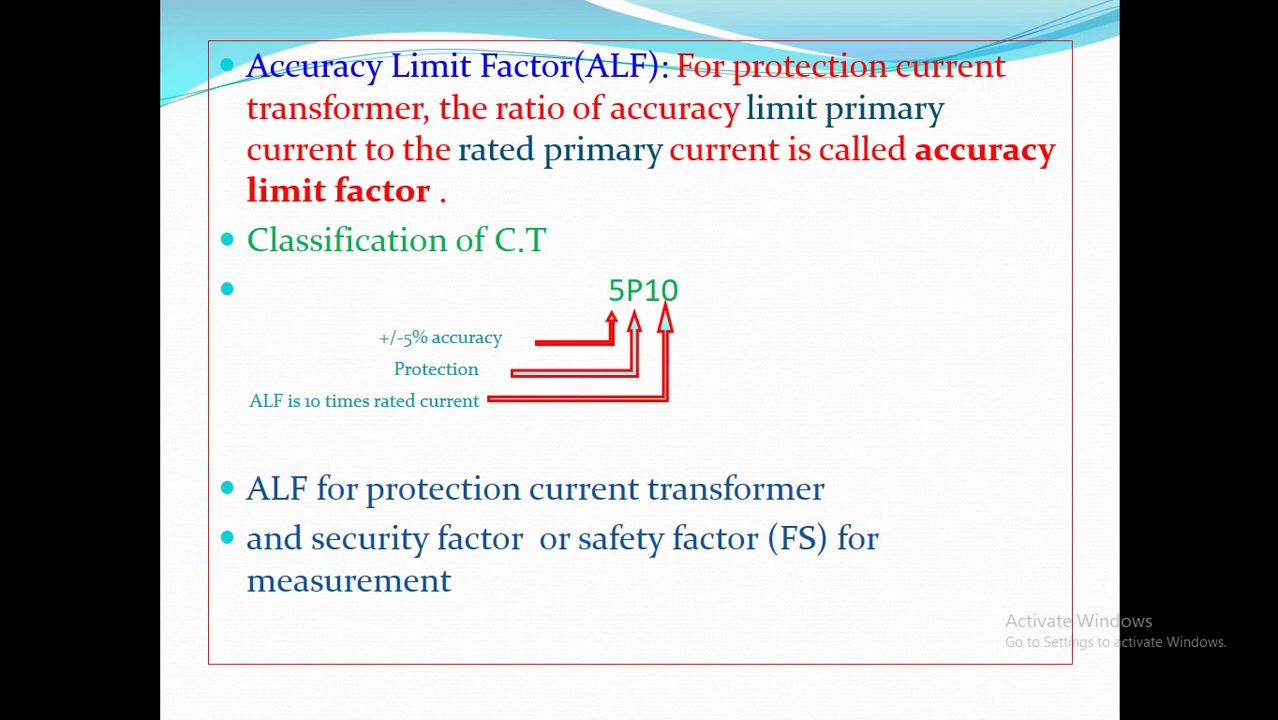 Accuracy Limit Factor(ALF): For protection current
transformer, the ratio of accuracy limit primary
current to the rated primary current is called accuracy
limit factor .
Classification of C.T
5P10
+/-5% accuracy
Protection
ALF is 10 times rated current
ALF for protection current transformer
and security factor or safety factor (FS) for
measurement
Activate Windows
Go to Settings to activate Windows.